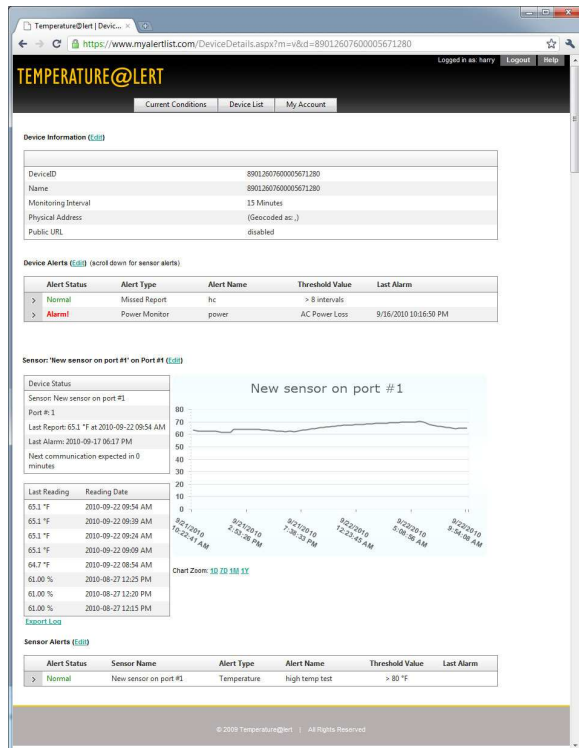 Temperature@lert | Devic...
https://www.myalertlist.com/DeviceDetails.aspx?m=v&d=89012607600005671280
Logged in as: harry Logout Help
TEMPERATURE@LERT
Current Conditions Device List My Account
Device Information (Edit)
DeviceID 89012607600005671280
Name 89012607600005671280
Monitoring Interval 15 Minutes
Physical Address (Geocoded as: ,)
Public URL disabled
Device Alerts (Edit) (scroll down for sensor alerts)
Alert Status Alert Type Alert Name Threshold Value Last Alarm
> Normal Missed Report hc > 8 intervals
> Alarm! Power Monitor power AC Power Loss 9/16/2010 10:16:50 PM
Sensor: 'New sensor on port #1' on Port #1 (Edit)
Device Status
Sensor: New sensor on port #1
Port #: 1
Last Report: 65.1 °F at 2010-09-22 09:54 AM
Last Alarm: 2010-09-17 06:17 PM
Next communication expected in 0
minutes
Last Reading Reading Date
65.1 °F 2010-09-22 09:54 AM
65.1 °F 2010-09-22 09:39 AM
65.1 °F 2010-09-22 09:24 AM
65.1 °F 2010-09-22 09:09 AM
64.7 °F 2010-09-22 08:54 AM
61.00 % 2010-08-27 12:25 PM
61.00 % 2010-08-27 12:20 PM
61.00 % 2010-08-27 12:15 PM
Export Log
New sensor on port #1
80
70
60
50
40
30
20
10
0
9/21/2010
10:22:41 AM
9/21/2010
2:53:26 PM
9/21/2010
7:38:33 PM
9/22/2010
12:23:45 AM
9/22/2010
5:08:56 AM
9/22/2010
9:54:08 AM
Chart Zoom: 1D 7D 1M 1Y
Sensor Alerts (Edit)
Alert Status Sensor Name Alert Type Alert Name Threshold Value Last Alarm
> Normal New sensor on port #1 Temperature high temp test > 80 °F
© 2009 Temperature@lert | All Rights Reserved